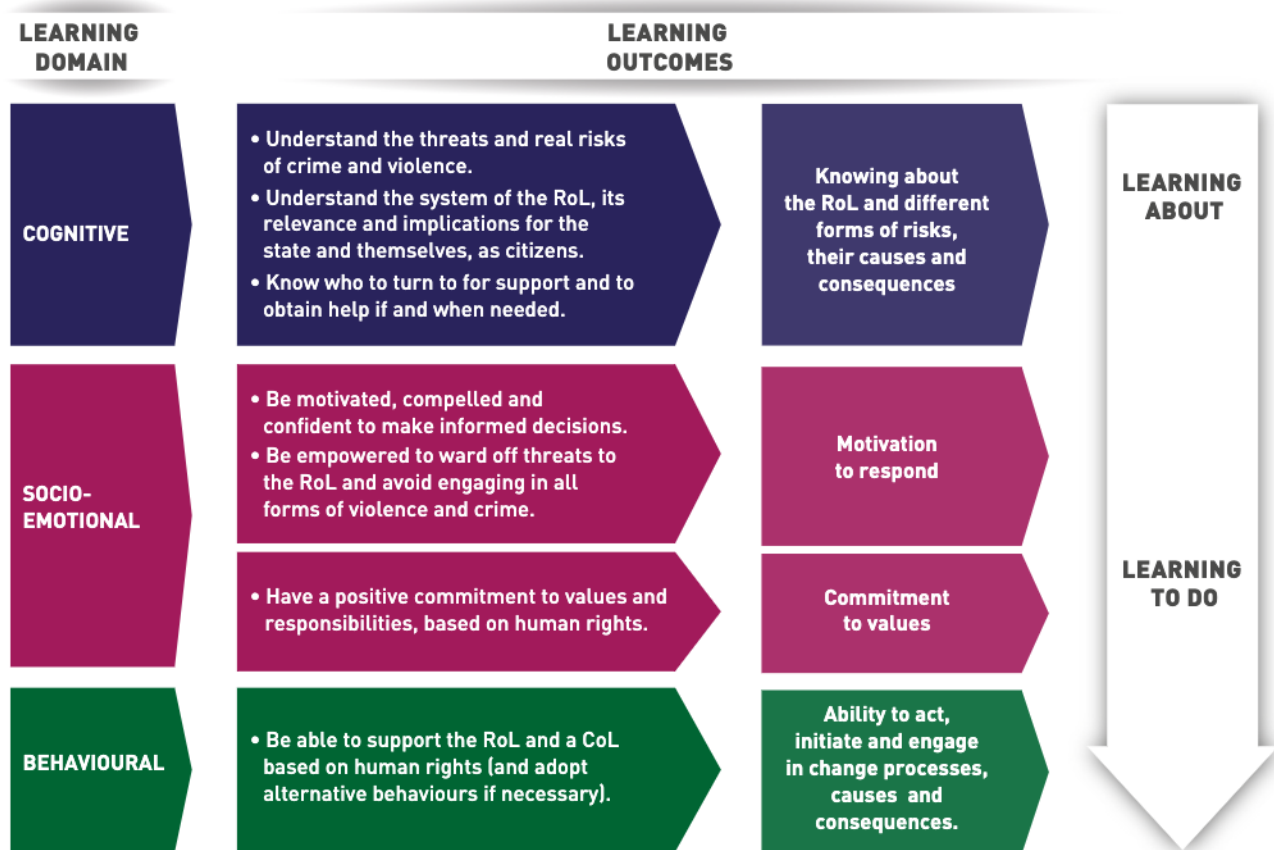 LEARNING
DOMAIN
LEARNING
OUTCOMES
COGNITIVE
• Understand the threats and real risks
of crime and violence.
• Understand the system of the RoL, its
relevance and implications for the
state and themselves, as citizens.
• Know who to turn to for support and to
obtain help if and when needed.
Knowing about
the RoL and different
forms of risks,
their causes and
consequences
LEARNING
ABOUT
SOCIO-
EMOTIONAL
• Be motivated, compelled and
confident to make informed decisions.
• Be empowered to ward off threats to
the RoL and avoid engaging in all
forms of violence and crime.
Motivation
to respond
• Have a positive commitment to values and
responsibilities, based on human rights.
Commitment
to values
LEARNING
TO DO
BEHAVIOURAL
• Be able to support the RoL and a CoL
based on human rights (and adopt
alternative behaviours if necessary).
Ability to act,
initiate and engage
in change processes,
causes and
consequences.